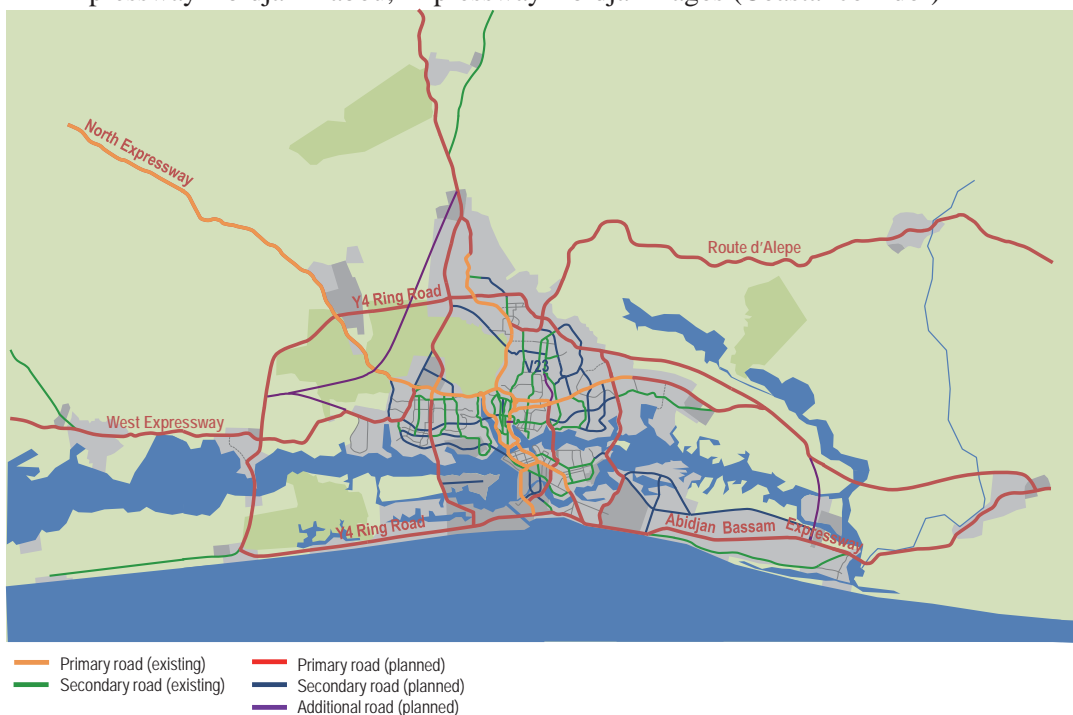 North Expressway
Route d'Alepe
Y4 Ring Road
V23
West Expressway
Y4 Ring Road
Abidjan Bassam Expressway
Primary road (existing)
Secondary road (existing)
Primary road (planned)
Secondary road (planned)
Additional road (planned)